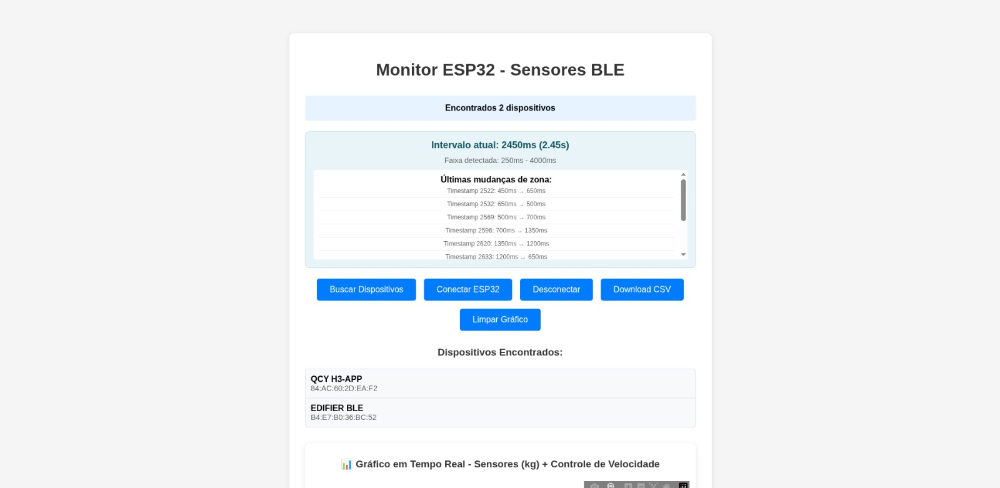 Monitor ESP32 - Sensores BLE
Encontrados 2 dispositivos
Intervalo atual: 2450ms (2.45s)
Faixa detectada: 250ms - 4000ms
Últimas mudanças de zona:
Timestamp 2522: 450ms → 650ms
Timestamp 2532: 650ms → 500ms
Timestamp 2569: 500ms → 700ms
Timestamp 2596: 700ms → 1350ms
Timestamp 2620: 1350ms → 1200ms
Timestamp 2633: 1200ms → 650ms
Buscar Dispositivos Conectar ESP32 Desconectar Download CSV
Limpar Gráfico
Dispositivos Encontrados:
QCY H3-APP
84:AC:60:2D:EA:F2
EDIFIER BLE
B4:E7:B0:36:BC:52
📊 Gráfico em Tempo Real - Sensores (kg) + Controle de Velocidade